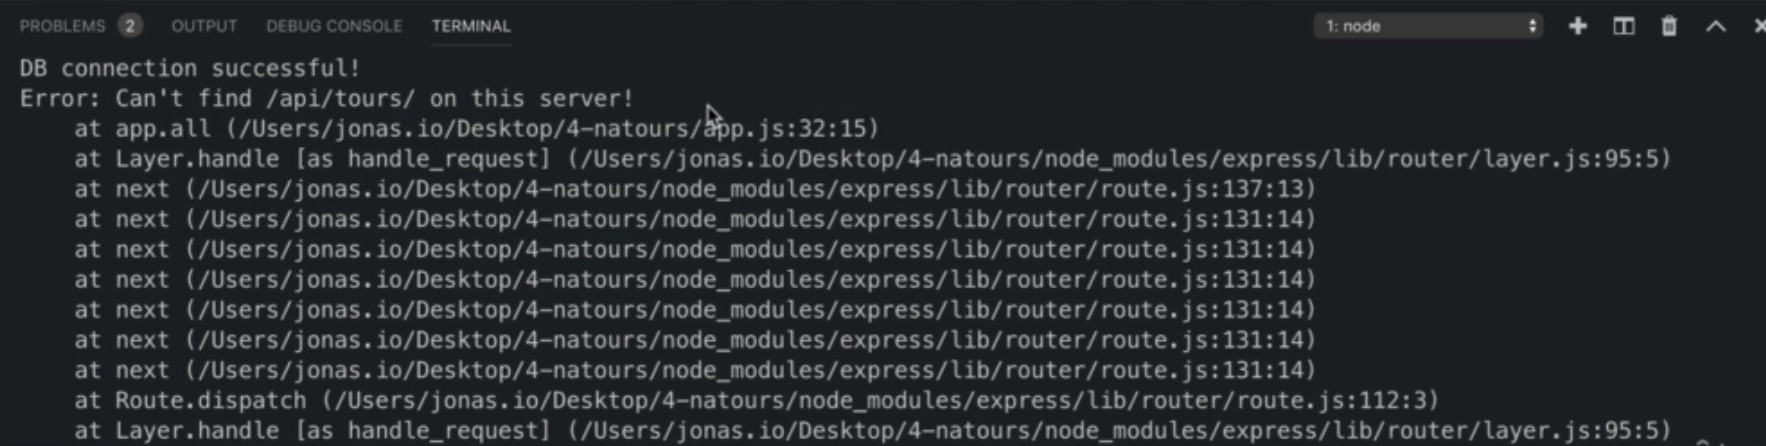 PROBLEMS 2 OUTPUT DEBUG CONSOLE TERMINAL 1: node
DB connection successful!
Error: Can't find /api/tours/ on this server!
at app.all (/Users/jonas.io/Desktop/4-natours/app.js:32:15)
at Layer.handle [as handle_request] (/Users/jonas.io/Desktop/4-natours/node_modules/express/lib/router/layer.js:95:5)
at next (/Users/jonas.io/Desktop/4-natours/node_modules/express/lib/router/route.js:137:13)
at next (/Users/jonas.io/Desktop/4-natours/node_modules/express/lib/router/route.js:131:14)
at next (/Users/jonas.io/Desktop/4-natours/node_modules/express/lib/router/route.js:131:14)
at next (/Users/jonas.io/Desktop/4-natours/node_modules/express/lib/router/route.js:131:14)
at next (/Users/jonas.io/Desktop/4-natours/node_modules/express/lib/router/route.js:131:14)
at next (/Users/jonas.io/Desktop/4-natours/node_modules/express/lib/router/route.js:131:14)
at next (/Users/jonas.io/Desktop/4-natours/node_modules/express/lib/router/route.js:131:14)
at Route.dispatch (/Users/jonas.io/Desktop/4-natours/node_modules/express/lib/router/route.js:112:3)
at Layer.handle [as handle_request] (/Users/jonas.io/Desktop/4-natours/node_modules/express/lib/router/layer.js:95:5)